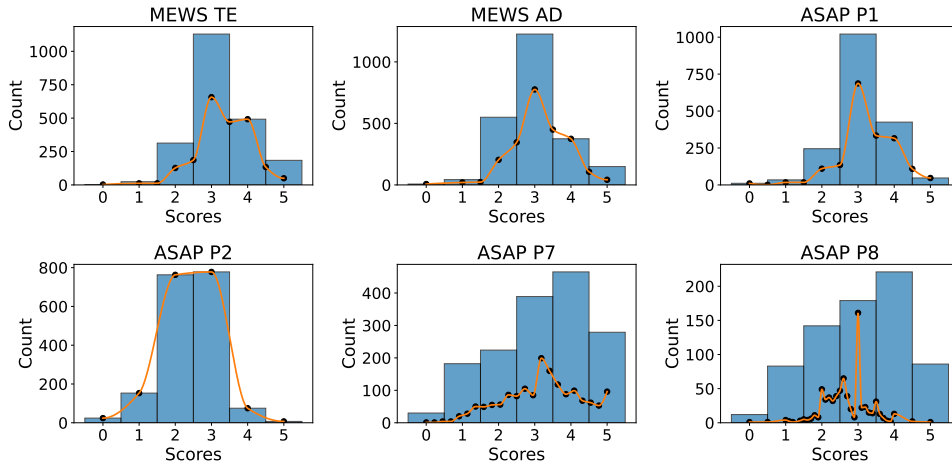 MEWS TE
Count
1000
750
500
250
0
0 1 2 3 4 5
Scores
MEWS AD
Count
1000
500
0
0 1 2 3 4 5
Scores
ASAP P1
Count
1000
750
500
250
0
0 1 2 3 4 5
Scores
ASAP P2
Count
800
600
400
200
0
0 1 2 3 4 5
Scores
ASAP P7
Count
400
300
200
100
0
0 1 2 3 4 5
Scores
ASAP P8
Count
200
150
100
50
0
0 1 2 3 4 5
Scores